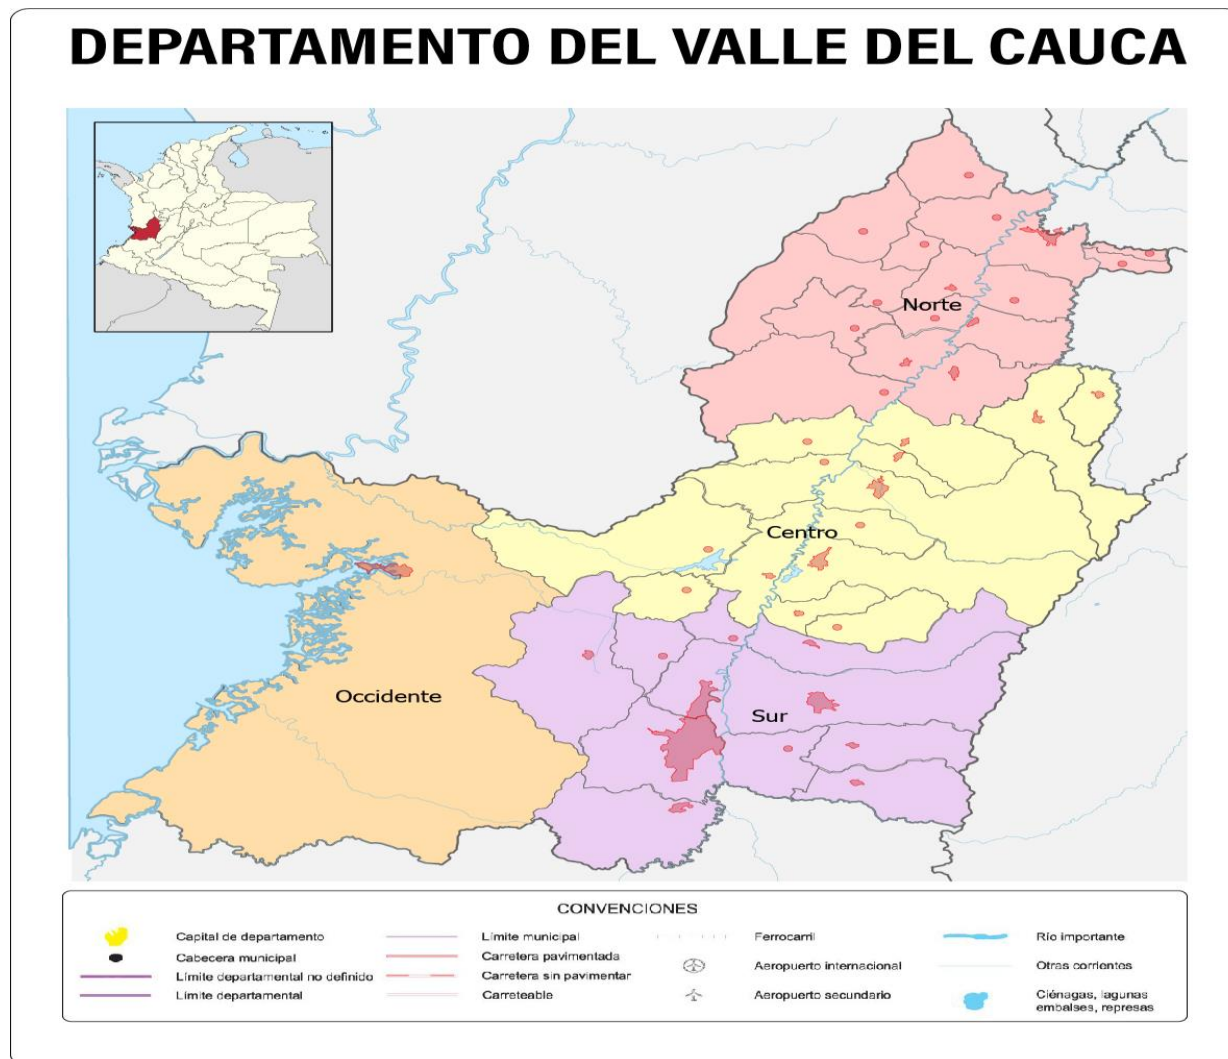 DEPARTAMENTO DEL VALLE DEL CAUCA
Norte
Centro
Occidente
Sur
CONVENCIONES
Capital de departamento
Cabecera municipal
Límite departamental no definido
Límite departamental
Límite municipal
Carretera pavimentada
Carretera sin pavimentar
Carreteable
Ferrocarril
Aeropuerto internacional
Aeropuerto secundario
Río importante
Otras corrientes
Ciénagas, lagunas
embalses, represas